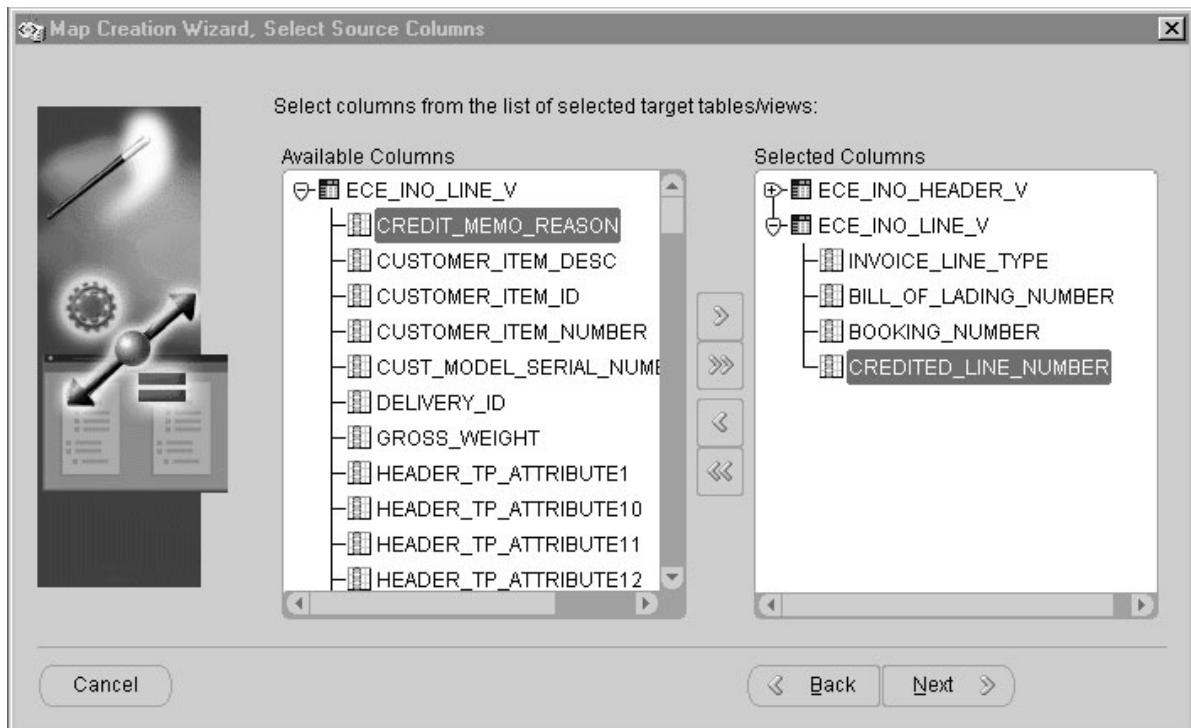 Map Creation Wizard, Select Source Columns
Select columns from the list of selected target tables/views:
Available Columns
ECE_INO_LINE_V
CREDIT_MEMO_REASON
CUSTOMER_ITEM_DESC
CUSTOMER_ITEM_ID
CUSTOMER_ITEM_NUMBER
CUST_MODEL_SERIAL_NUM
DELIVERY_ID
GROSS_WEIGHT
HEADER_TP_ATTRIBUTE1
HEADER_TP_ATTRIBUTE10
HEADER_TP_ATTRIBUTE11
HEADER_TP_ATTRIBUTE12
Selected Columns
ECE_INO_HEADER_V
ECE_INO_LINE_V
INVOICE_LINE_TYPE
BILL_OF_LADING_NUMBER
BOOKING_NUMBER
CREDITED_LINE_NUMBER
Cancel
Back
Next